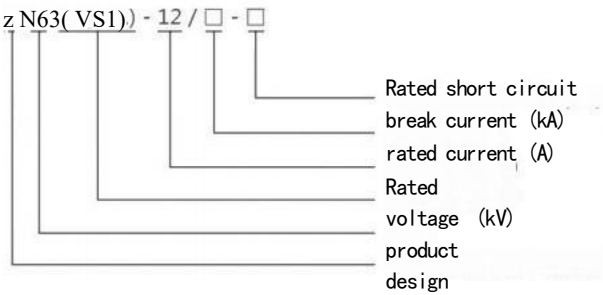 z N63( VS1).) - 12 / □ - □
Rated short circuit
break current (kA)
rated current (A)
Rated
voltage (kV)
product
design